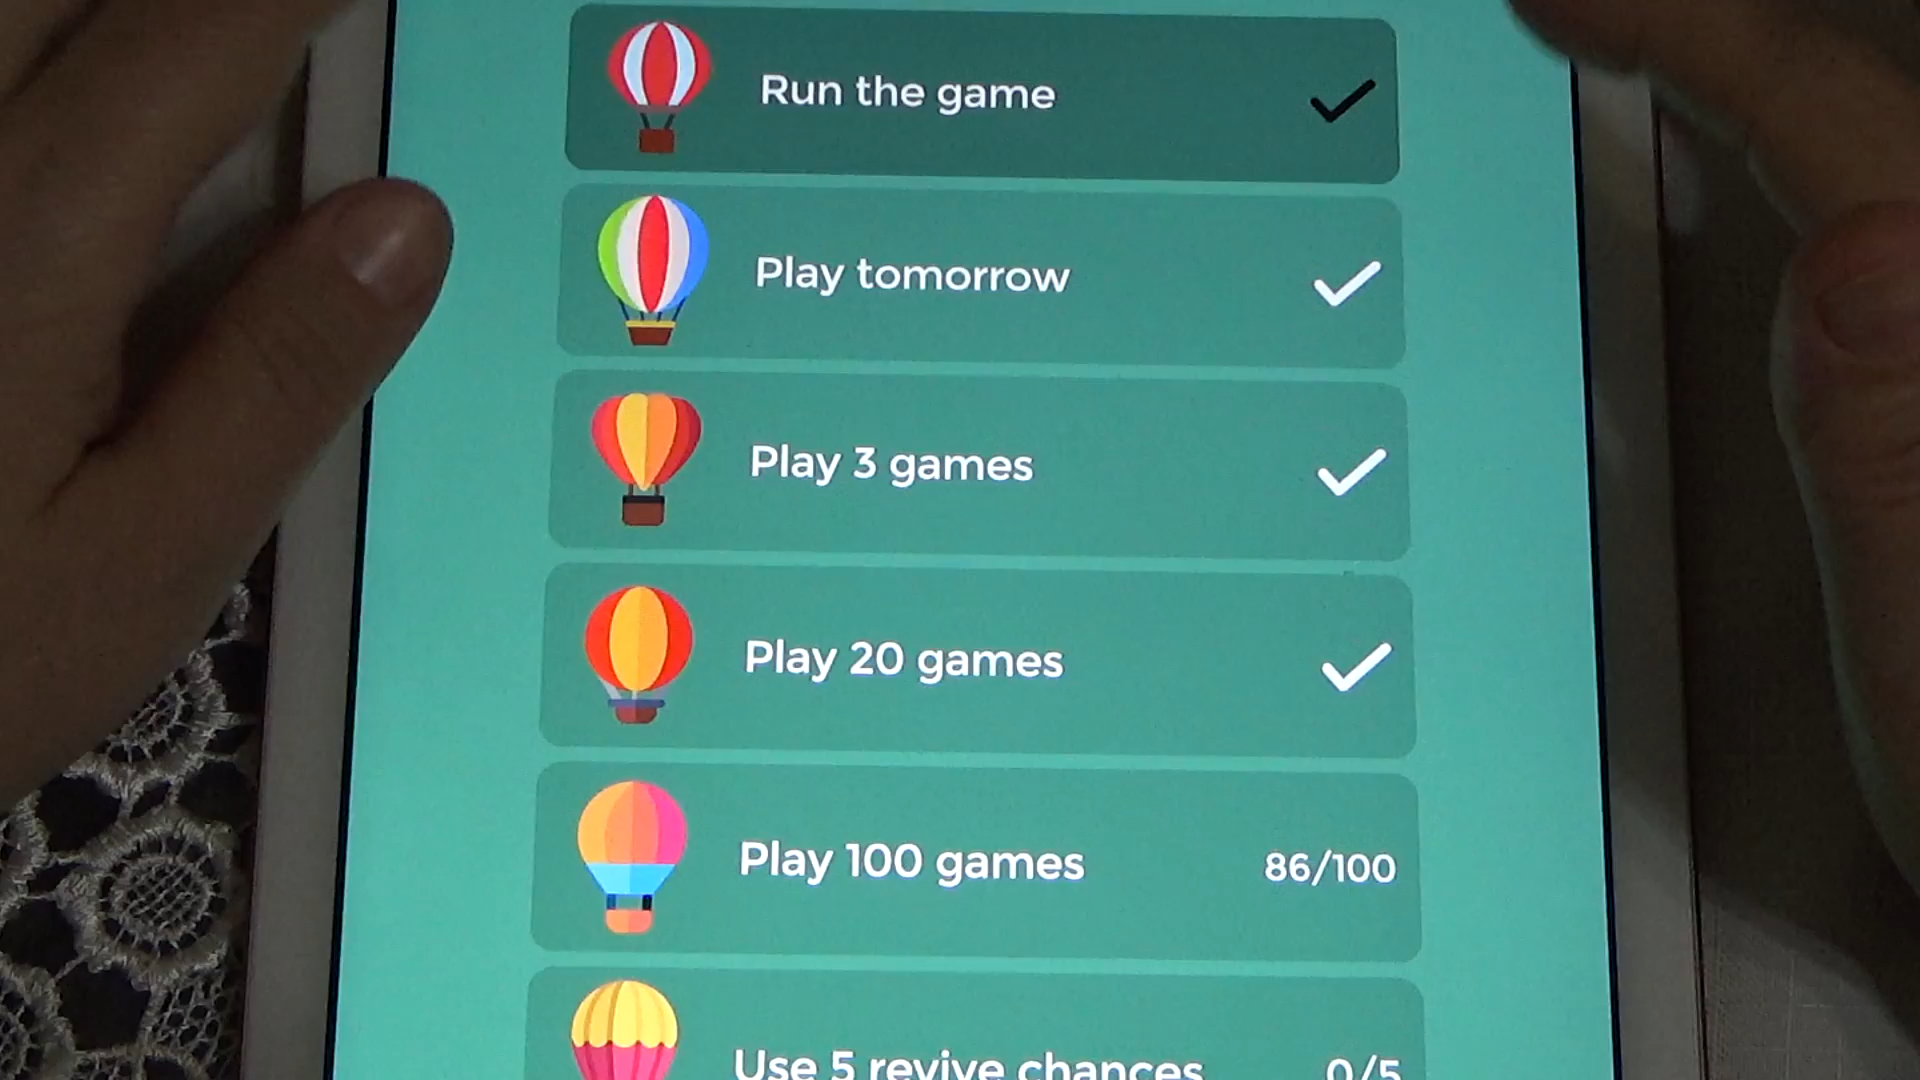 Run the game
Play tomorrow
Play 3 games
Play 20 games
Play 100 games 86/100
Use 5 revive chances 0/5